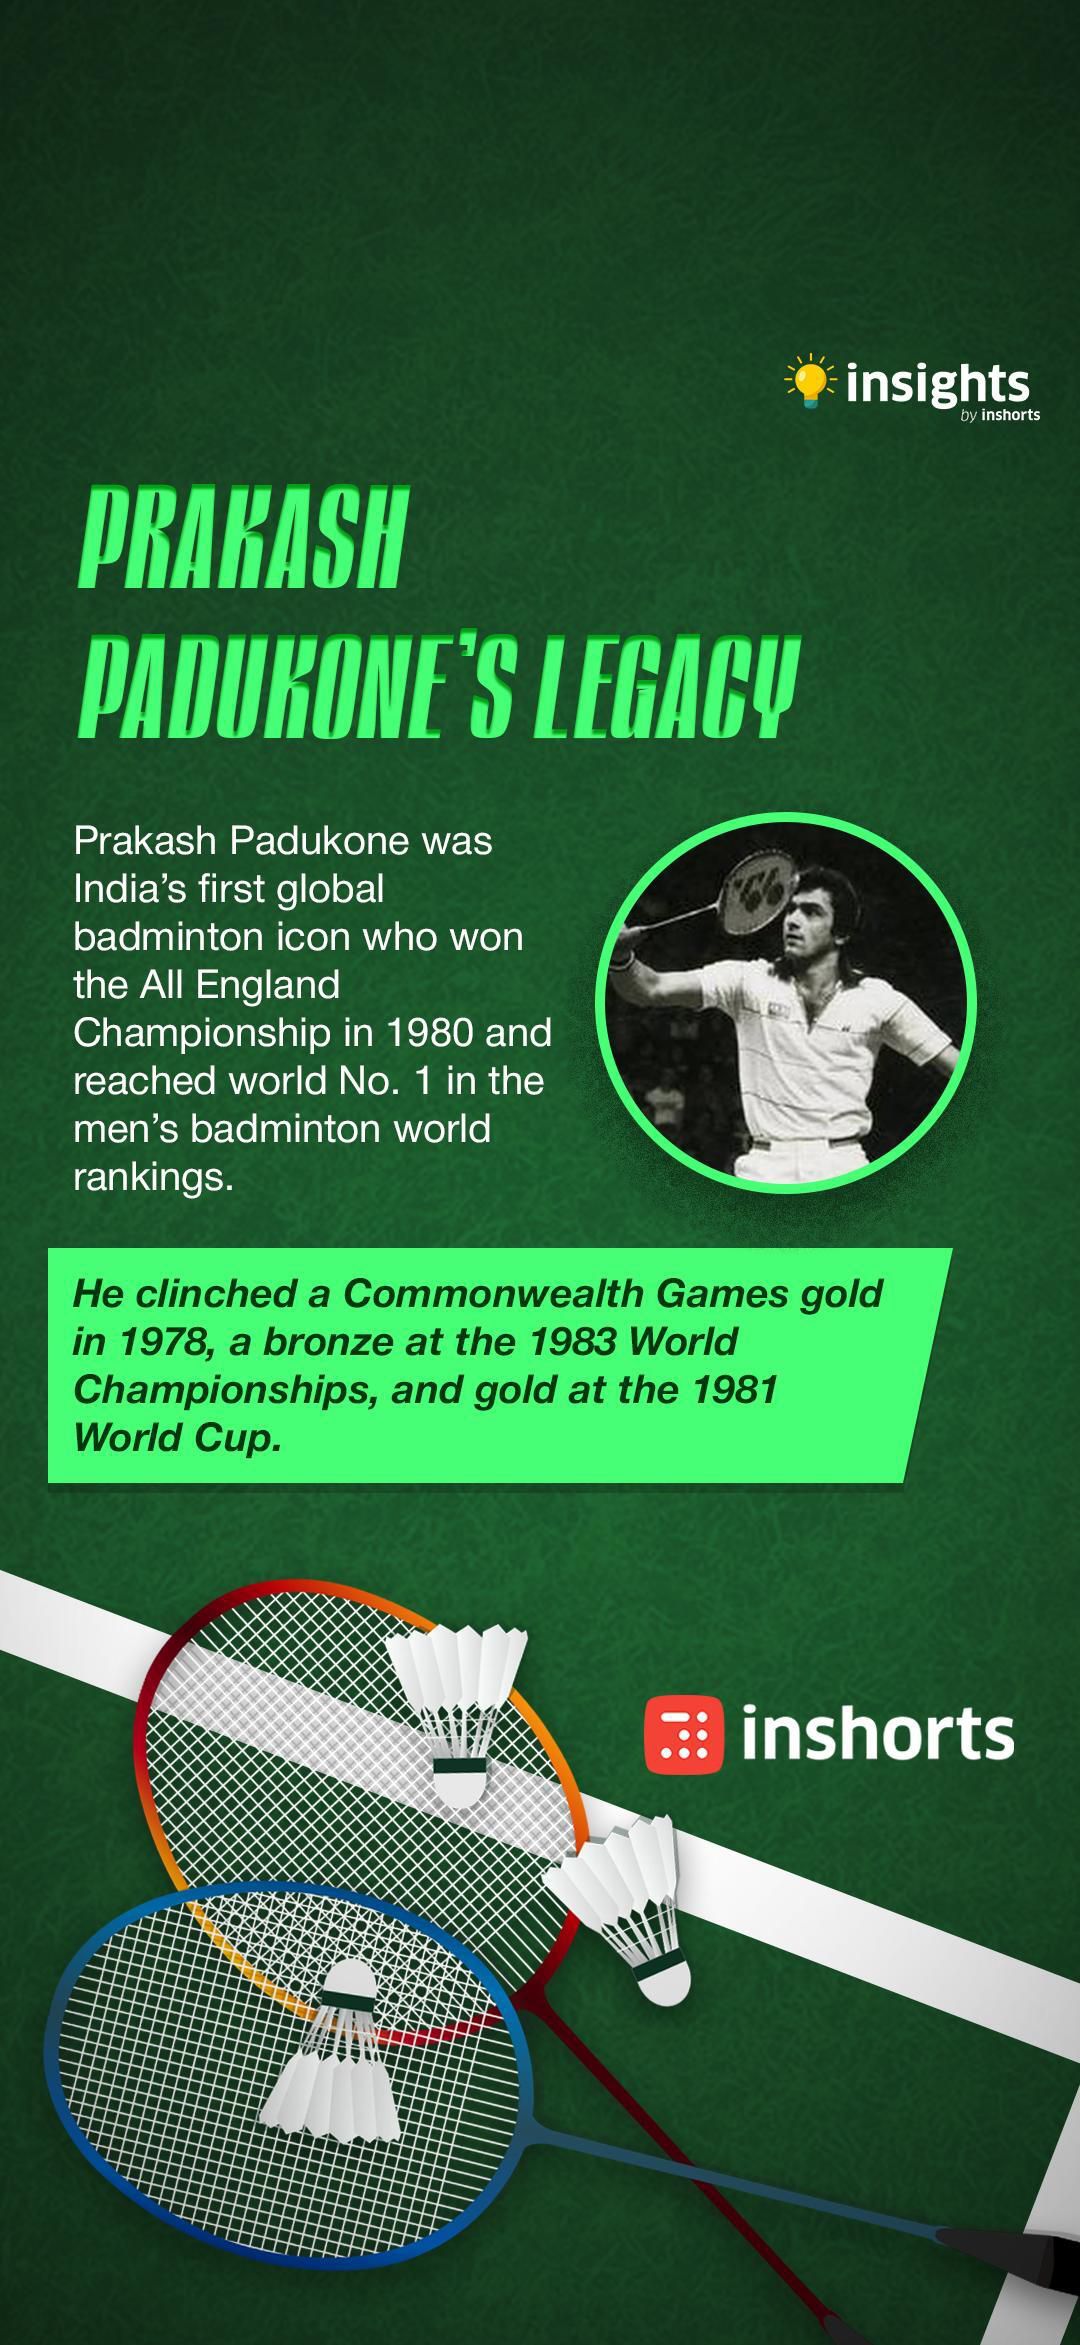 insights
by inshorts
PRAKASH
PADUKONE’S LEGACY
Prakash Padukone was
India’s first global
badminton icon who won
the All England
Championship in 1980 and
reached world No. 1 in the
men’s badminton world
rankings.
He clinched a Commonwealth Games gold
in 1978, a bronze at the 1983 World
Championships, and gold at the 1981
World Cup.
inshorts